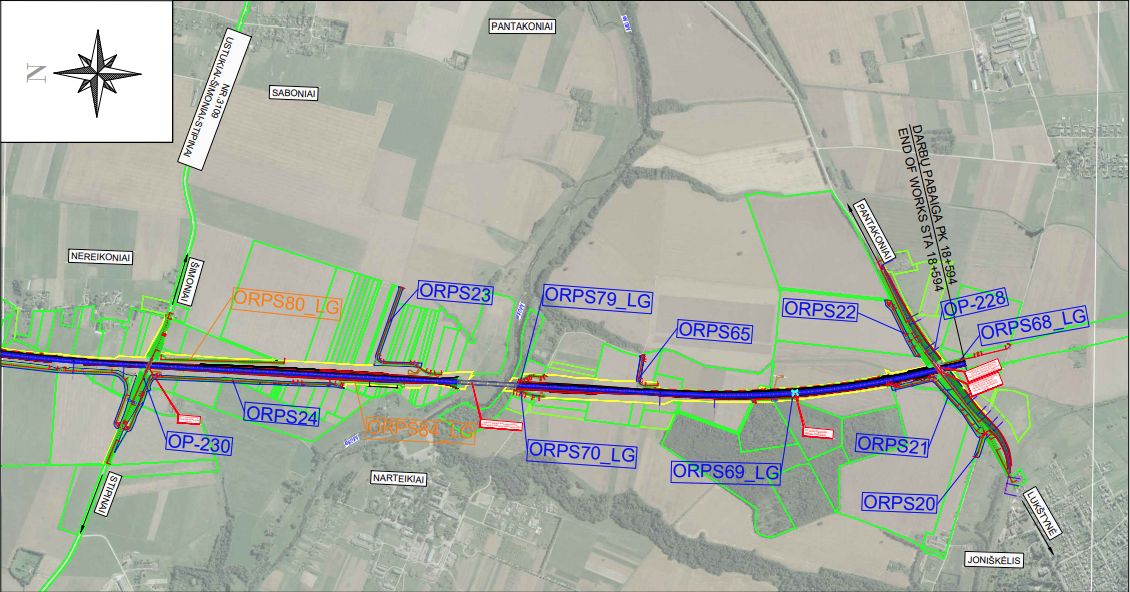 PANTAKONIAI
N
USTUKIAI-ŠIMONIAI-STIPINAI
NR.3109
SABONIAI
DARBŲ PABAIGA PK 18+594
END OF WORKS STA 18+594
PANTAKONIAI
NEREIKONIAI
ŠIMONIAI
ORPS80_LG
ORPS23
ORPS79_LG
ORPS65
ORPS22
OP-228
ORPS68_LG
ORPS24
OP-230
ORPS84_LG
ORPS70_LG
ORPS69_LG
ORPS21
ORPS20
STIPINAI
NARTEIKIAI
LUKŠTYNĖ
JONIŠKĖLIS